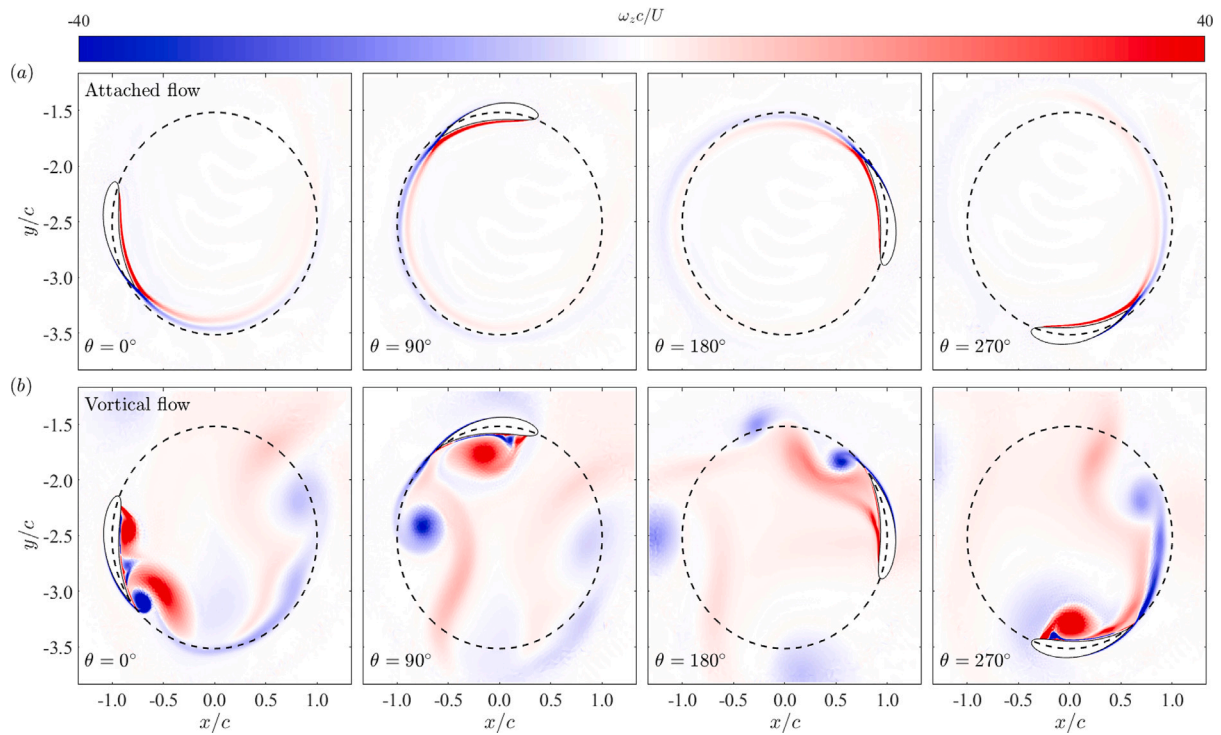 -40 ω_z c/U 40
(a)
Attached flow
-1.5
-2.0
y/c -2.5
-3.0
-3.5
θ = 0° θ = 90° θ = 180° θ = 270°
(b)
Vortical flow
-1.5
-2.0
y/c -2.5
-3.0
-3.5
θ = 0° θ = 90° θ = 180° θ = 270°
-1.0 -0.5 0.0 0.5 1.0 -1.0 -0.5 0.0 0.5 1.0 -1.0 -0.5 0.0 0.5 1.0 -1.0 -0.5 0.0 0.5 1.0
x/c x/c x/c x/c